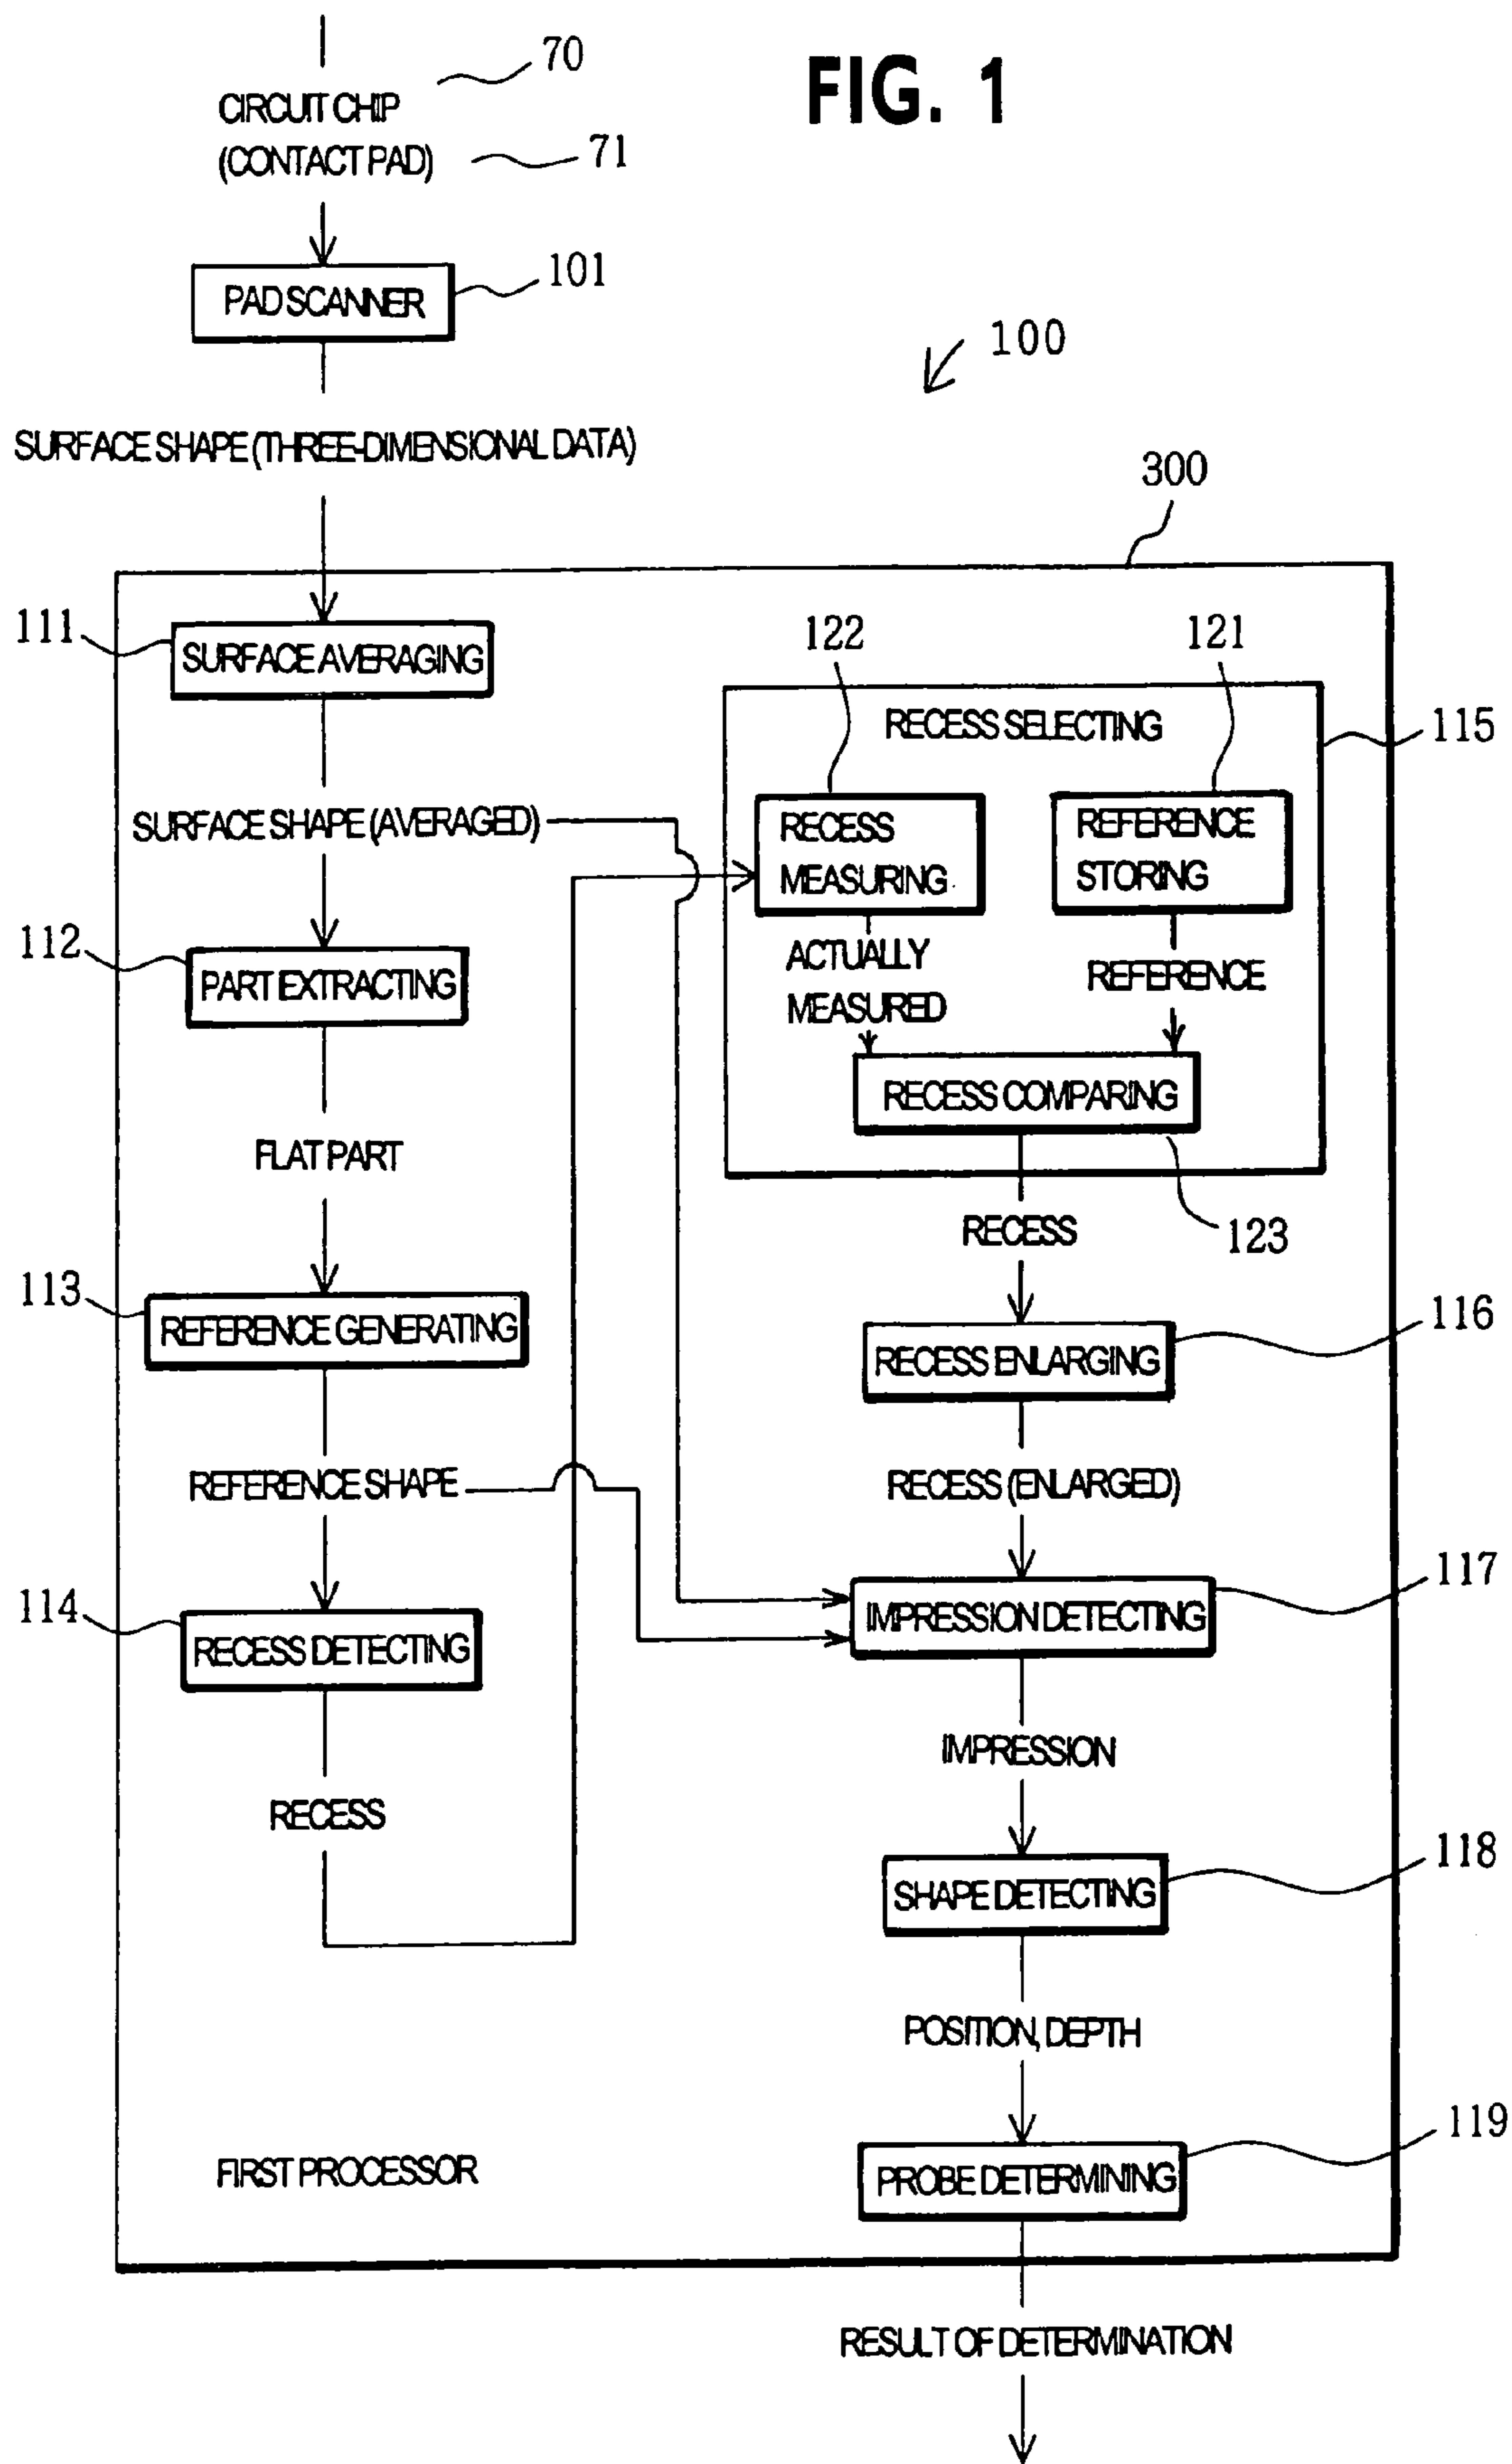 FIG. 1
70
CIRCUIT CHIP
(CONTACT PAD)
71
PAD SCANNER
101
100
SURFACE SHAPE (THREE-DIMENSIONAL DATA)
300
111
SURFACE AVERAGING
122
121
RECESS SELECTING
115
SURFACE SHAPE (AVERAGED)
RECESS
MEASURING
REFERENCE
STORING
112
PART EXTRACTING
ACTUALLY
MEASURED
REFERENCE
RECESS COMPARING
FLAT PART
RECESS
123
113
REFERENCE GENERATING
116
RECESS ENLARGING
REFERENCE SHAPE
RECESS (ENLARGED)
114
RECESS DETECTING
117
IMPRESSION DETECTING
IMPRESSION
RECESS
118
SHAPE DETECTING
POSITION, DEPTH
119
FIRST PROCESSOR
PROBE DETERMINING
RESULT OF DETERMINATION